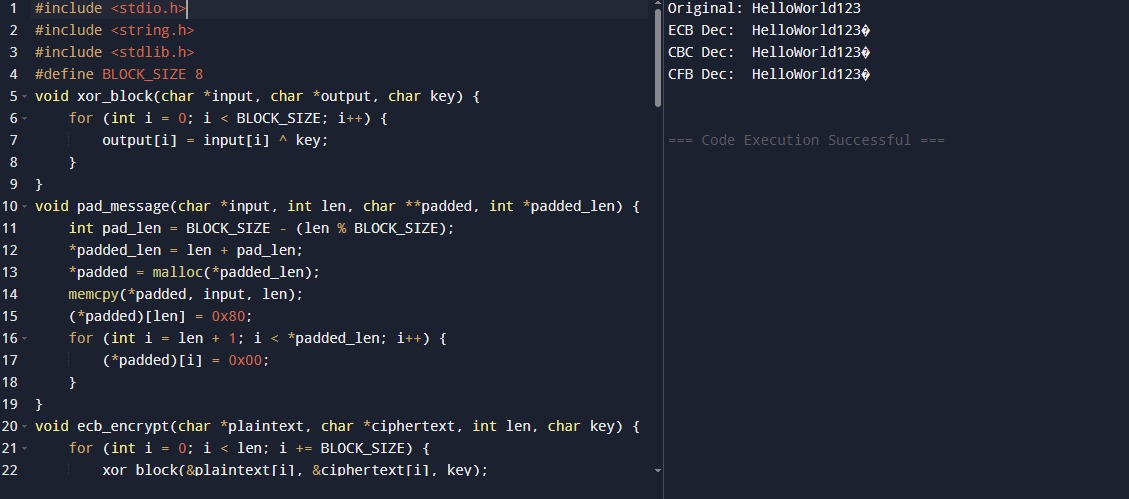 1 #include <stdio.h>
2 #include <string.h>
3 #include <stdlib.h>
4 #define BLOCK_SIZE 8
5 void xor_block(char *input, char *output, char key) {
6     for (int i = 0; i < BLOCK_SIZE; i++) {
7         output[i] = input[i] ^ key;
8     }
9 }
10 void pad_message(char *input, int len, char **padded, int *padded_len) {
11     int pad_len = BLOCK_SIZE - (len % BLOCK_SIZE);
12     *padded_len = len + pad_len;
13     *padded = malloc(*padded_len);
14     memcpy(*padded, input, len);
15     (*padded)[len] = 0x80;
16     for (int i = len + 1; i < *padded_len; i++) {
17         (*padded)[i] = 0x00;
18     }
19 }
20 void ecb_encrypt(char *plaintext, char *ciphertext, int len, char key) {
21     for (int i = 0; i < len; i += BLOCK_SIZE) {
22         xor_block(&plaintext[i], &ciphertext[i], key);
Original: HelloWorld123
ECB Dec:  HelloWorld123�
CBC Dec:  HelloWorld123�
CFB Dec:  HelloWorld123�
=== Code Execution Successful ===